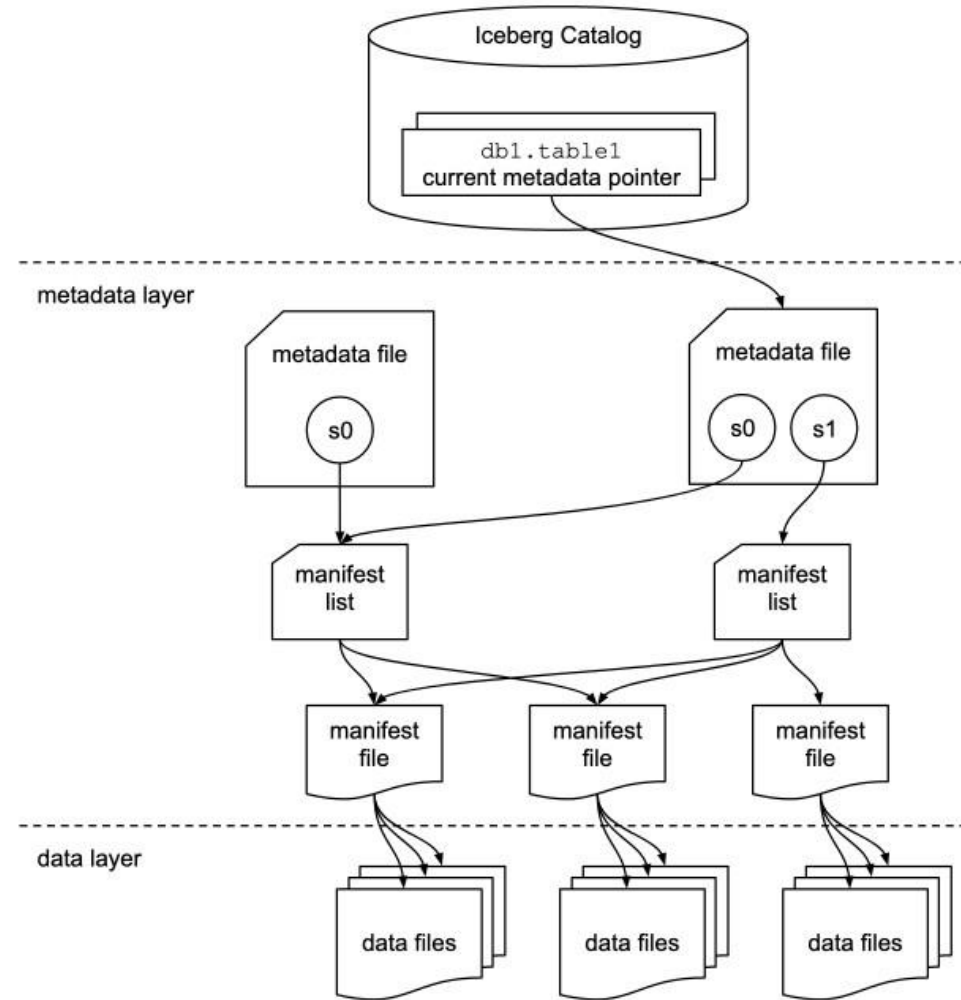 Iceberg Catalog
db1.table1
current metadata pointer
metadata layer
metadata file
s0
metadata file
s0
s1
manifest
list
manifest
list
manifest
file
manifest
file
manifest
file
data layer
data files
data files
data files